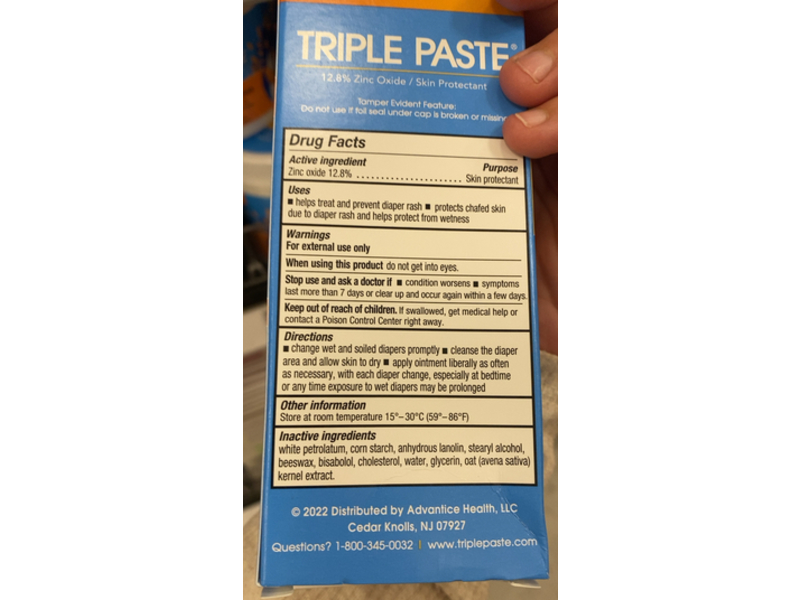 TRIPLE PASTE®
12.8% Zinc Oxide / Skin Protectant
Tamper Evident Feature:
Do not use if foil seal under cap is broken or
Drug Facts
Active ingredient Purpose
Zinc oxide 12.8% ...................... Skin protectant
Uses
■ helps treat and prevent diaper rash ■ protects chafed skin
due to diaper rash and helps protect from wetness
Warnings
For external use only
When using this product do not get into eyes.
Stop use and ask a doctor if ■ condition worsens ■ symptoms
last more than 7 days or clear up and occur again within a few days.
Keep out of reach of children. If swallowed, get medical help or
contact a Poison Control Center right away.
Directions
■ change wet and soiled diapers promptly ■ cleanse the diaper
area and allow skin to dry ■ apply ointment liberally as often
as necessary, with each diaper change, especially at bedtime
or any time exposure to wet diapers may be prolonged
Other information
Store at room temperature 15°–30°C (59°–86°F)
Inactive ingredients
white petrolatum, corn starch, anhydrous lanolin, stearyl alcohol,
beeswax, bisabolol, cholesterol, water, glycerin, oat (avena sativa)
kernel extract.
© 2022 Distributed by Advantice Health, LLC
Cedar Knolls, NJ 07927
Questions? 1-800-345-0032 | www.triplepaste.com